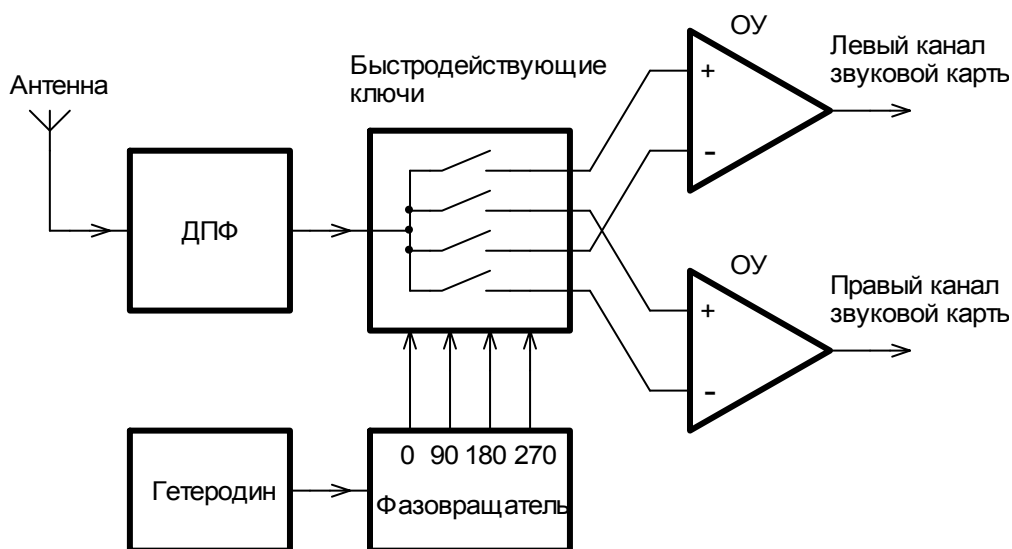 ОУ
Левый канал
звуковой карть
Быстродействующие
ключи
Антенна
+
-
ДПФ
ОУ
Правый канал
звуковой карть
+
-
0 90 180 270
Гетеродин
Фазовращатель